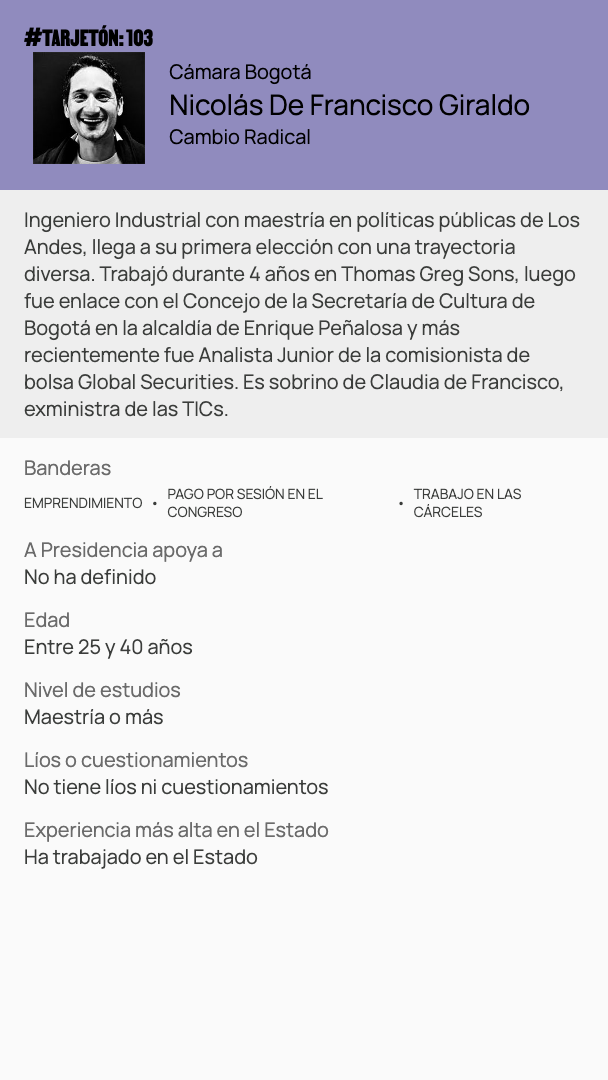 #TARJETÓN: 103
Cámara Bogotá
Nicolás De Francisco Giraldo
Cambio Radical
Ingeniero Industrial con maestría en políticas públicas de Los
Andes, llega a su primera elección con una trayectoria
diversa. Trabajó durante 4 años en Thomas Greg Sons, luego
fue enlace con el Concejo de la Secretaría de Cultura de
Bogotá en la alcaldía de Enrique Peñalosa y más
recientemente fue Analista Junior de la comisionista de
bolsa Global Securities. Es sobrino de Claudia de Francisco,
exministra de las TICs.
Banderas
EMPRENDIMIENTO • PAGO POR SESIÓN EN EL CONGRESO • TRABAJO EN LAS CÁRCELES
A Presidencia apoya a
No ha definido
Edad
Entre 25 y 40 años
Nivel de estudios
Maestría o más
Líos o cuestionamientos
No tiene líos ni cuestionamientos
Experiencia más alta en el Estado
Ha trabajado en el Estado